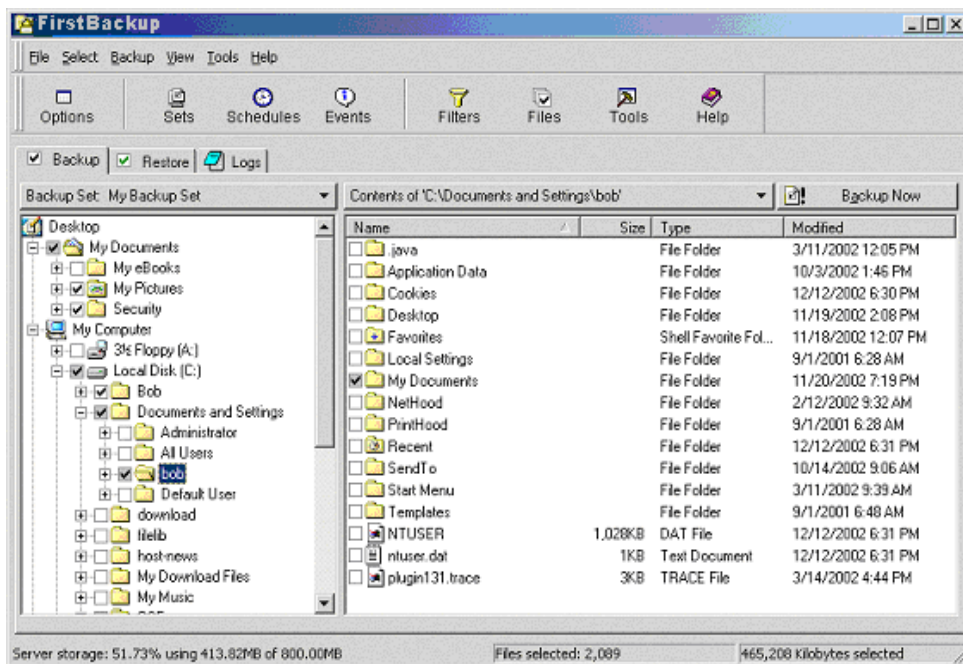 FirstBackup
File Select Backup View Tools Help
Options Sets Schedules Events Filters Files Tools Help
Backup Restore Logs
Backup Set: My Backup Set
Contents of 'C:\Documents and Settings\bob'
Backup Now
Desktop
My Documents
My eBooks
My Pictures
Security
My Computer
3½ Floppy (A:)
Local Disk (C:)
Bob
Documents and Settings
Administrator
All Users
bob
Default User
download
filelib
host-news
My Download Files
My Music
Name Size Type Modified
.java File Folder 3/11/2002 12:05 PM
Application Data File Folder 10/3/2002 1:46 PM
Cookies File Folder 12/12/2002 6:30 PM
Desktop File Folder 11/19/2002 2:08 PM
Favorites Shell Favorite Fol... 11/18/2002 12:07 PM
Local Settings File Folder 9/1/2001 6:28 AM
My Documents File Folder 11/20/2002 7:19 PM
NetHood File Folder 2/12/2002 9:32 AM
PrintHood File Folder 9/1/2001 6:28 AM
Recent File Folder 12/12/2002 6:31 PM
SendTo File Folder 10/14/2002 9:06 AM
Start Menu File Folder 3/11/2002 9:39 AM
Templates File Folder 9/1/2001 6:48 AM
NTUSER 1,028KB DAT File 12/12/2002 6:31 PM
ntuser.dat 1KB Text Document 12/12/2002 6:31 PM
plugin131.trace 3KB TRACE File 3/14/2002 4:44 PM
Server storage: 51.73% using 413.82MB of 800.00MB
Files selected: 2,089
465,208 Kilobytes selected